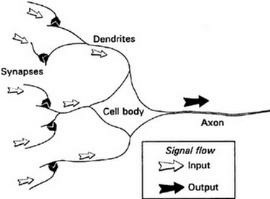 Dendrites
Synapses
Cell body
Axon
Signal flow
Input
Output